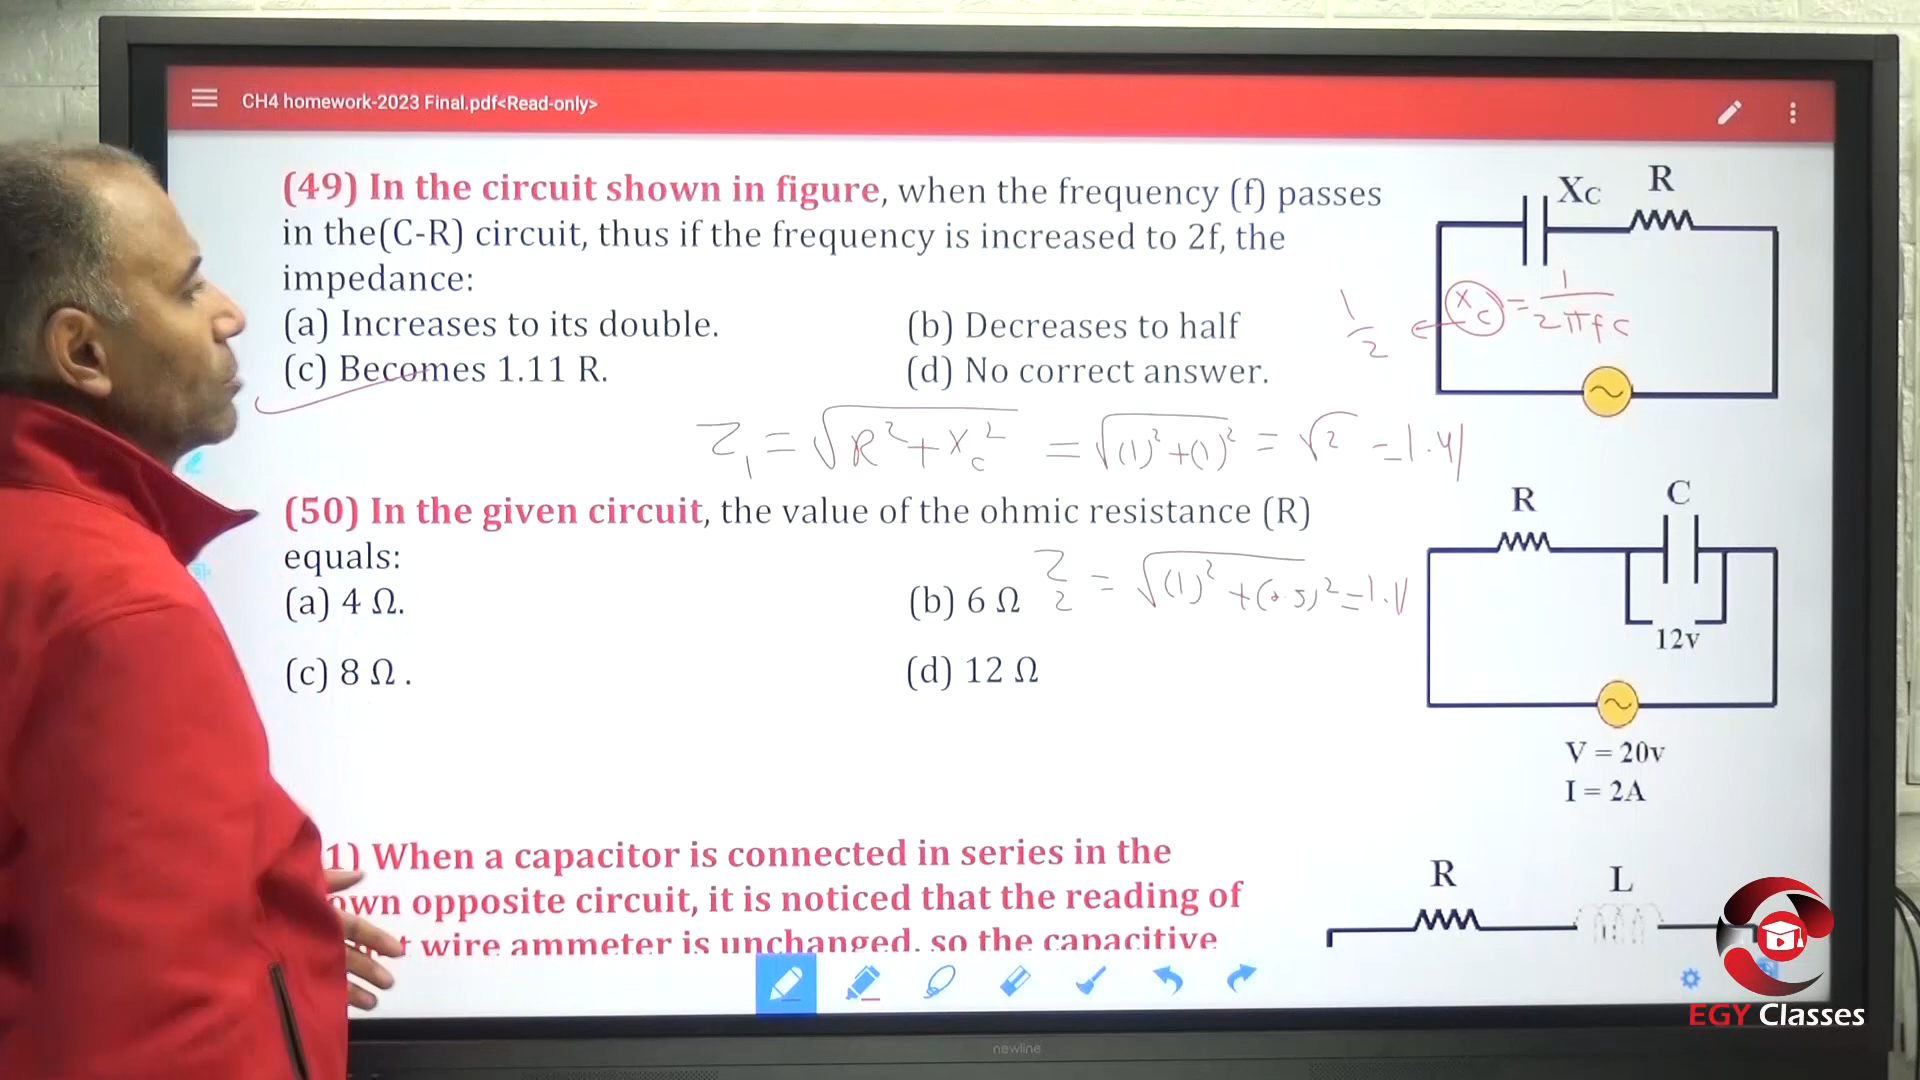 CH4 homework-2023 Final.pdf<Read-only>
(49) In the circuit shown in figure, when the frequency (f) passes
in the(C-R) circuit, thus if the frequency is increased to 2f, the
impedance:
(a) Increases to its double.
(b) Decreases to half
(c) Becomes 1.11 R.
(d) No correct answer.
Xc R
1/2 ← Xc = 1/2πfc
Z1 = √R²+Xc² = √(1)²+(1)² = √2 = 1.41
(50) In the given circuit, the value of the ohmic resistance (R)
equals:
(a) 4 Ω.
(b) 6 Ω
Z2 = √(1)²+(0.5)² = 1.11
(c) 8 Ω .
(d) 12 Ω
R C
12v
V = 20v
I = 2A
1) When a capacitor is connected in series in the
own opposite circuit, it is noticed that the reading of
wire ammeter is unchanged, so the capacitive
R L
EGY Classes
newline